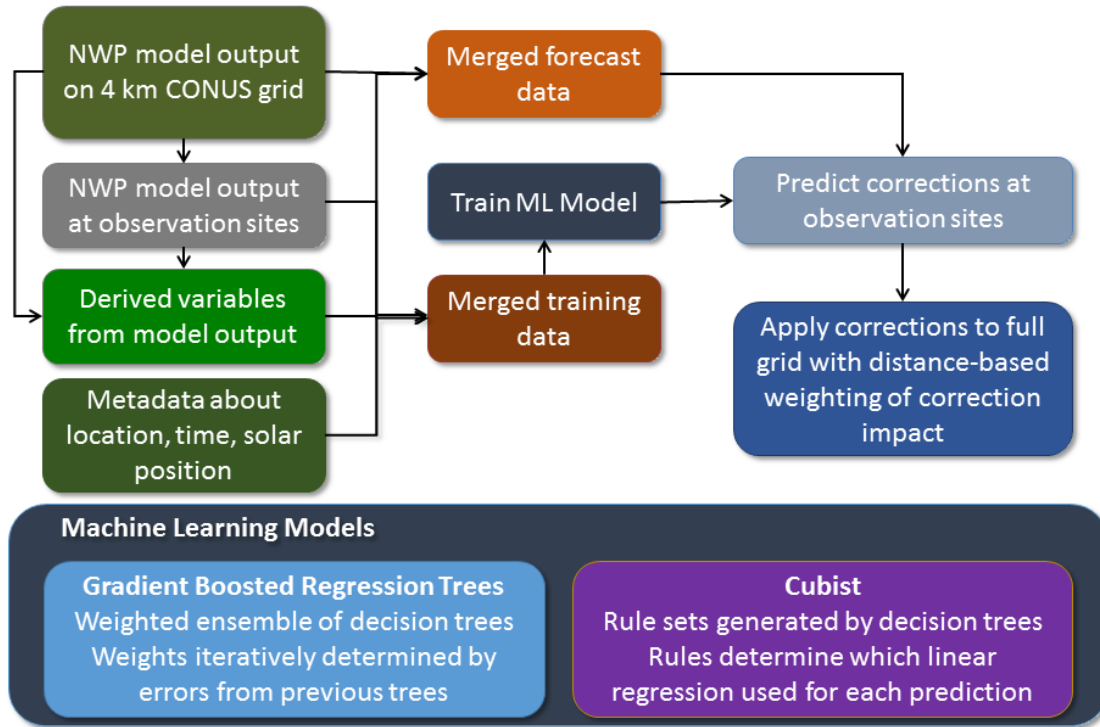 NWP model output
on 4 km CONUS grid
Merged forecast
data
NWP model output
at observation sites
Train ML Model
Predict corrections at
observation sites
Derived variables
from model output
Merged training
data
Apply corrections to full
grid with distance-based
weighting of correction
impact
Metadata about
location, time, solar
position
Machine Learning Models
Gradient Boosted Regression Trees
Weighted ensemble of decision trees
Weights iteratively determined by
errors from previous trees
Cubist
Rule sets generated by decision trees
Rules determine which linear
regression used for each prediction